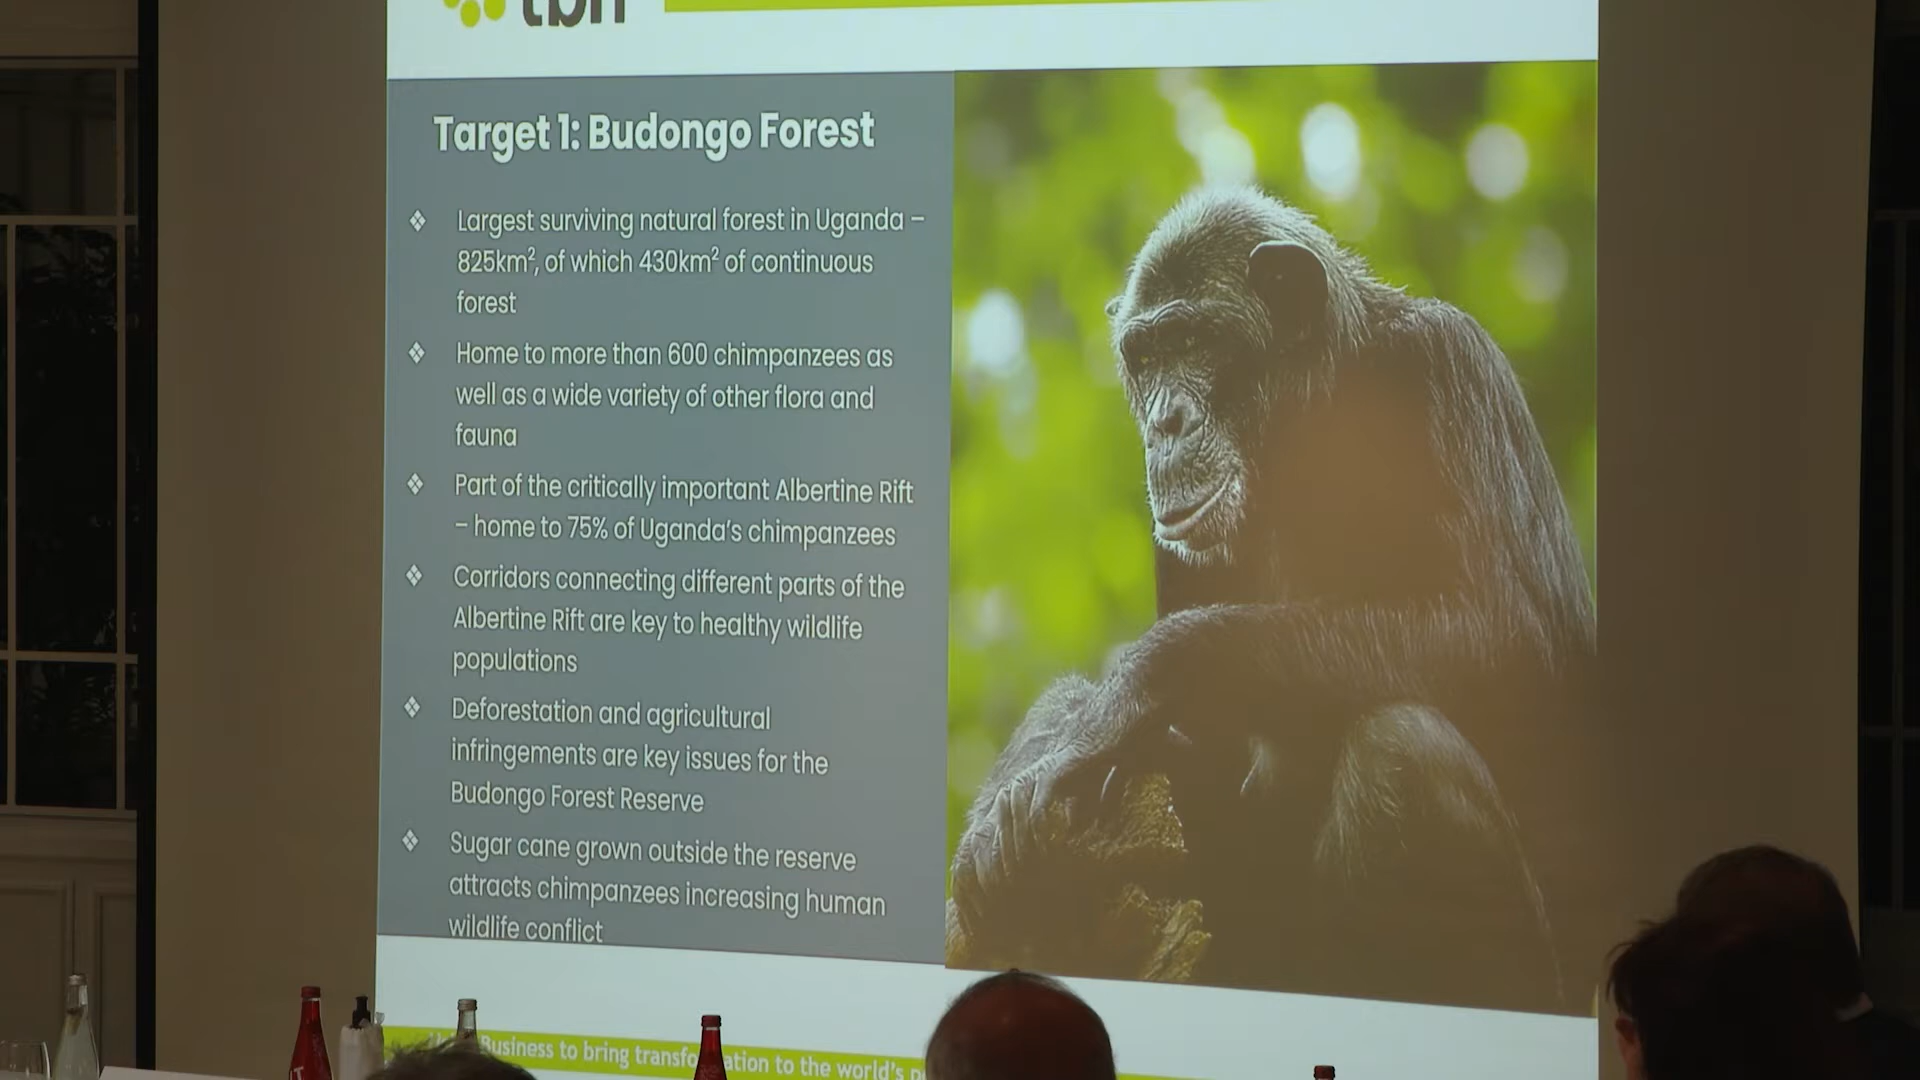 tbn
Target 1: Budongo Forest
❖ Largest surviving natural forest in Uganda –
825km², of which 430km² of continuous
forest
❖ Home to more than 600 chimpanzees as
well as a wide variety of other flora and
fauna
❖ Part of the critically important Albertine Rift
– home to 75% of Uganda's chimpanzees
❖ Corridors connecting different parts of the
Albertine Rift are key to healthy wildlife
populations
❖ Deforestation and agricultural
infringements are key issues for the
Budongo Forest Reserve
❖ Sugar cane grown outside the reserve
attracts chimpanzees increasing human
wildlife conflict
Business to bring transfo ation to the world's